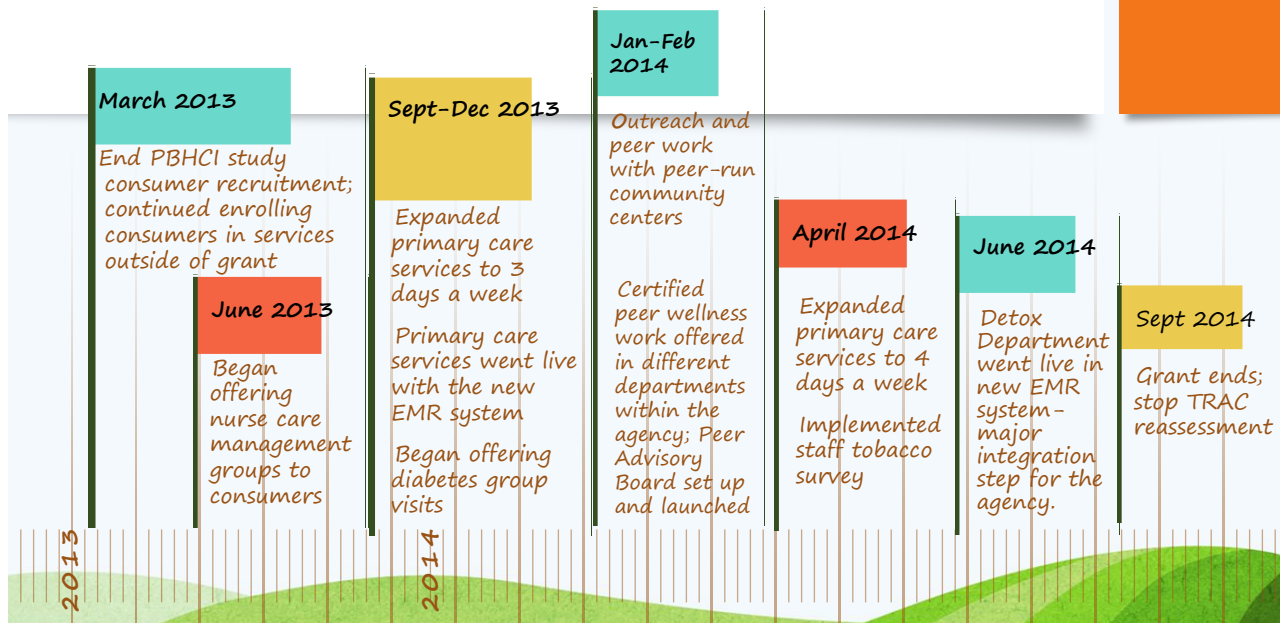 March 2013
End PBHCI study
consumer recruitment;
continued enrolling
consumers in services
outside of grant
June 2013
Began
offering
nurse care
management
groups to
consumers
Sept-Dec 2013
Expanded
primary care
services to 3
days a week
Primary care
services went live
with the new
EMR system
Began offering
diabetes group
visits
Jan-Feb
2014
Outreach and
peer work
with peer-run
community
centers
Certified
peer wellness
work offered
in different
departments
within the
agency; Peer
Advisory
Board set up
and launched
April 2014
Expanded
primary care
services to 4
days a week
Implemented
staff tobacco
survey
June 2014
Detox
Department
went live in
new EMR
system-
major
integration
step for the
agency.
Sept 2014
Grant ends;
stop TRAC
reassessment
2013
2014